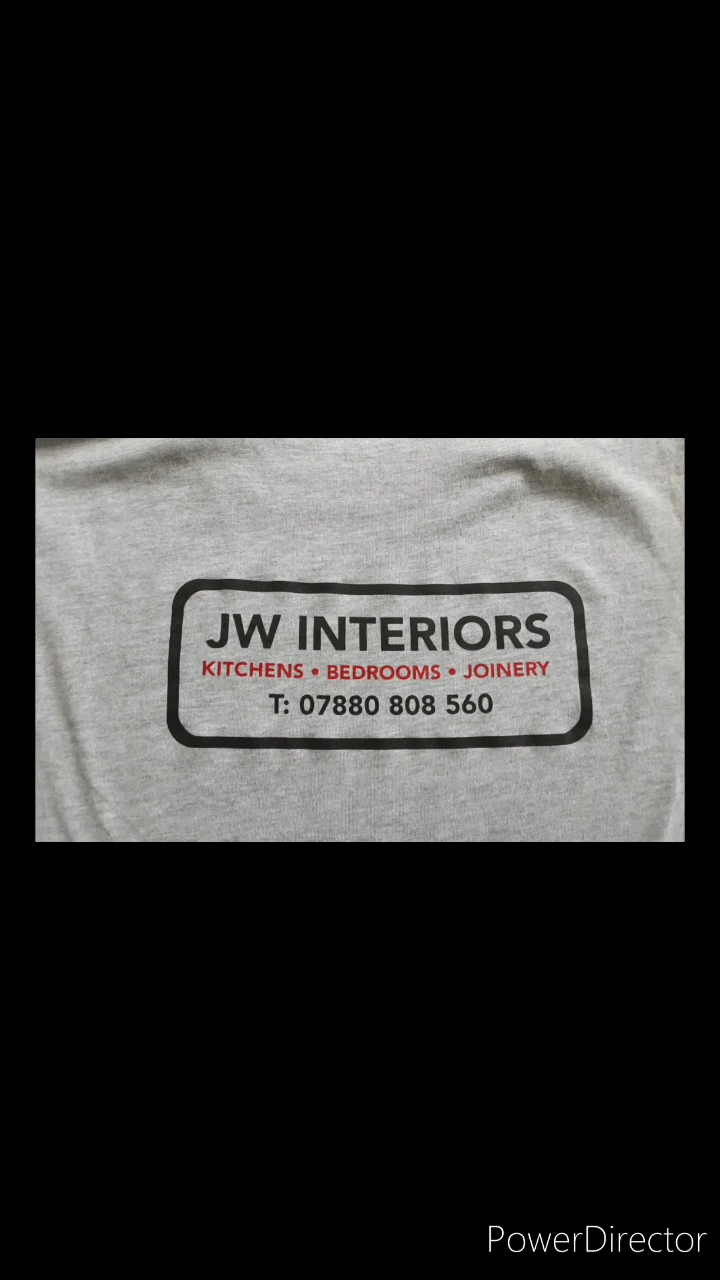 JW INTERIORS
KITCHENS • BEDROOMS • JOINERY
T: 07880 808 560
PowerDirector